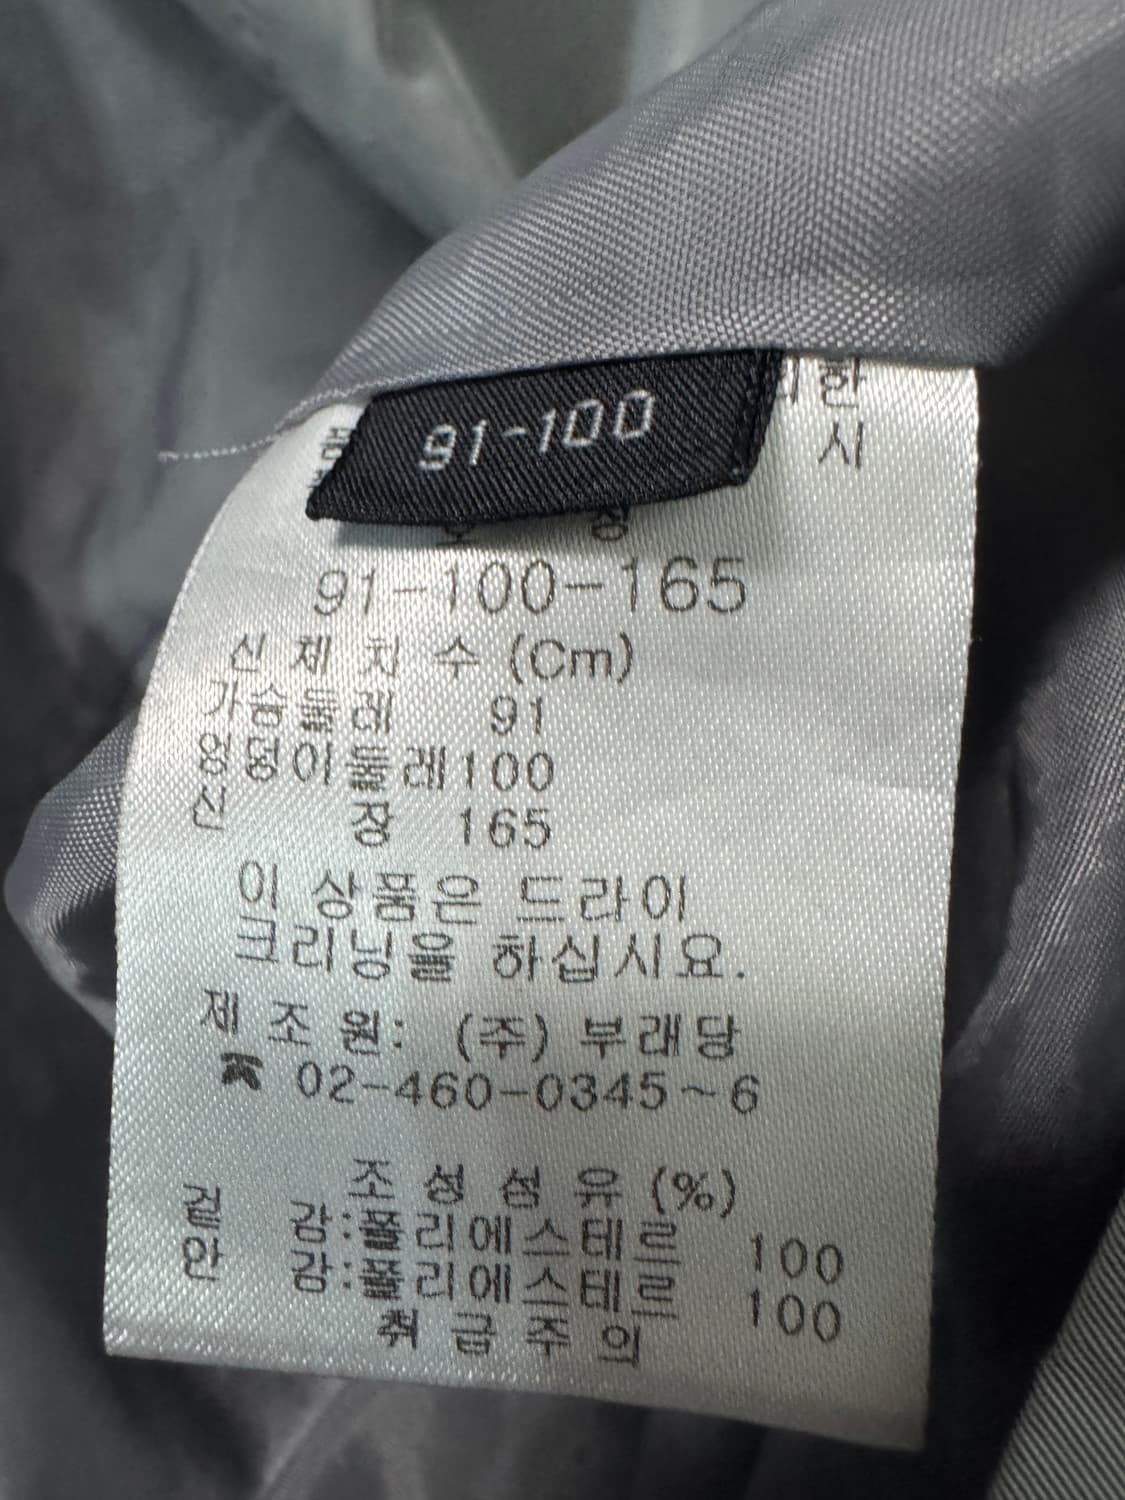 91-100
한
시
호 칭
91-100-165
신 체 치 수 (Cm)
가슴둘레 91
엉덩이둘레100
신 장 165
이 상품은 드라이
크리닝을 하십시요.
제 조 원: (주) 부래당
☎ 02-460-0345~6
조 성 섬 유 (%)
겉 감:폴리에스테르 100
안 감:폴리에스테르 100
취 급 주 의